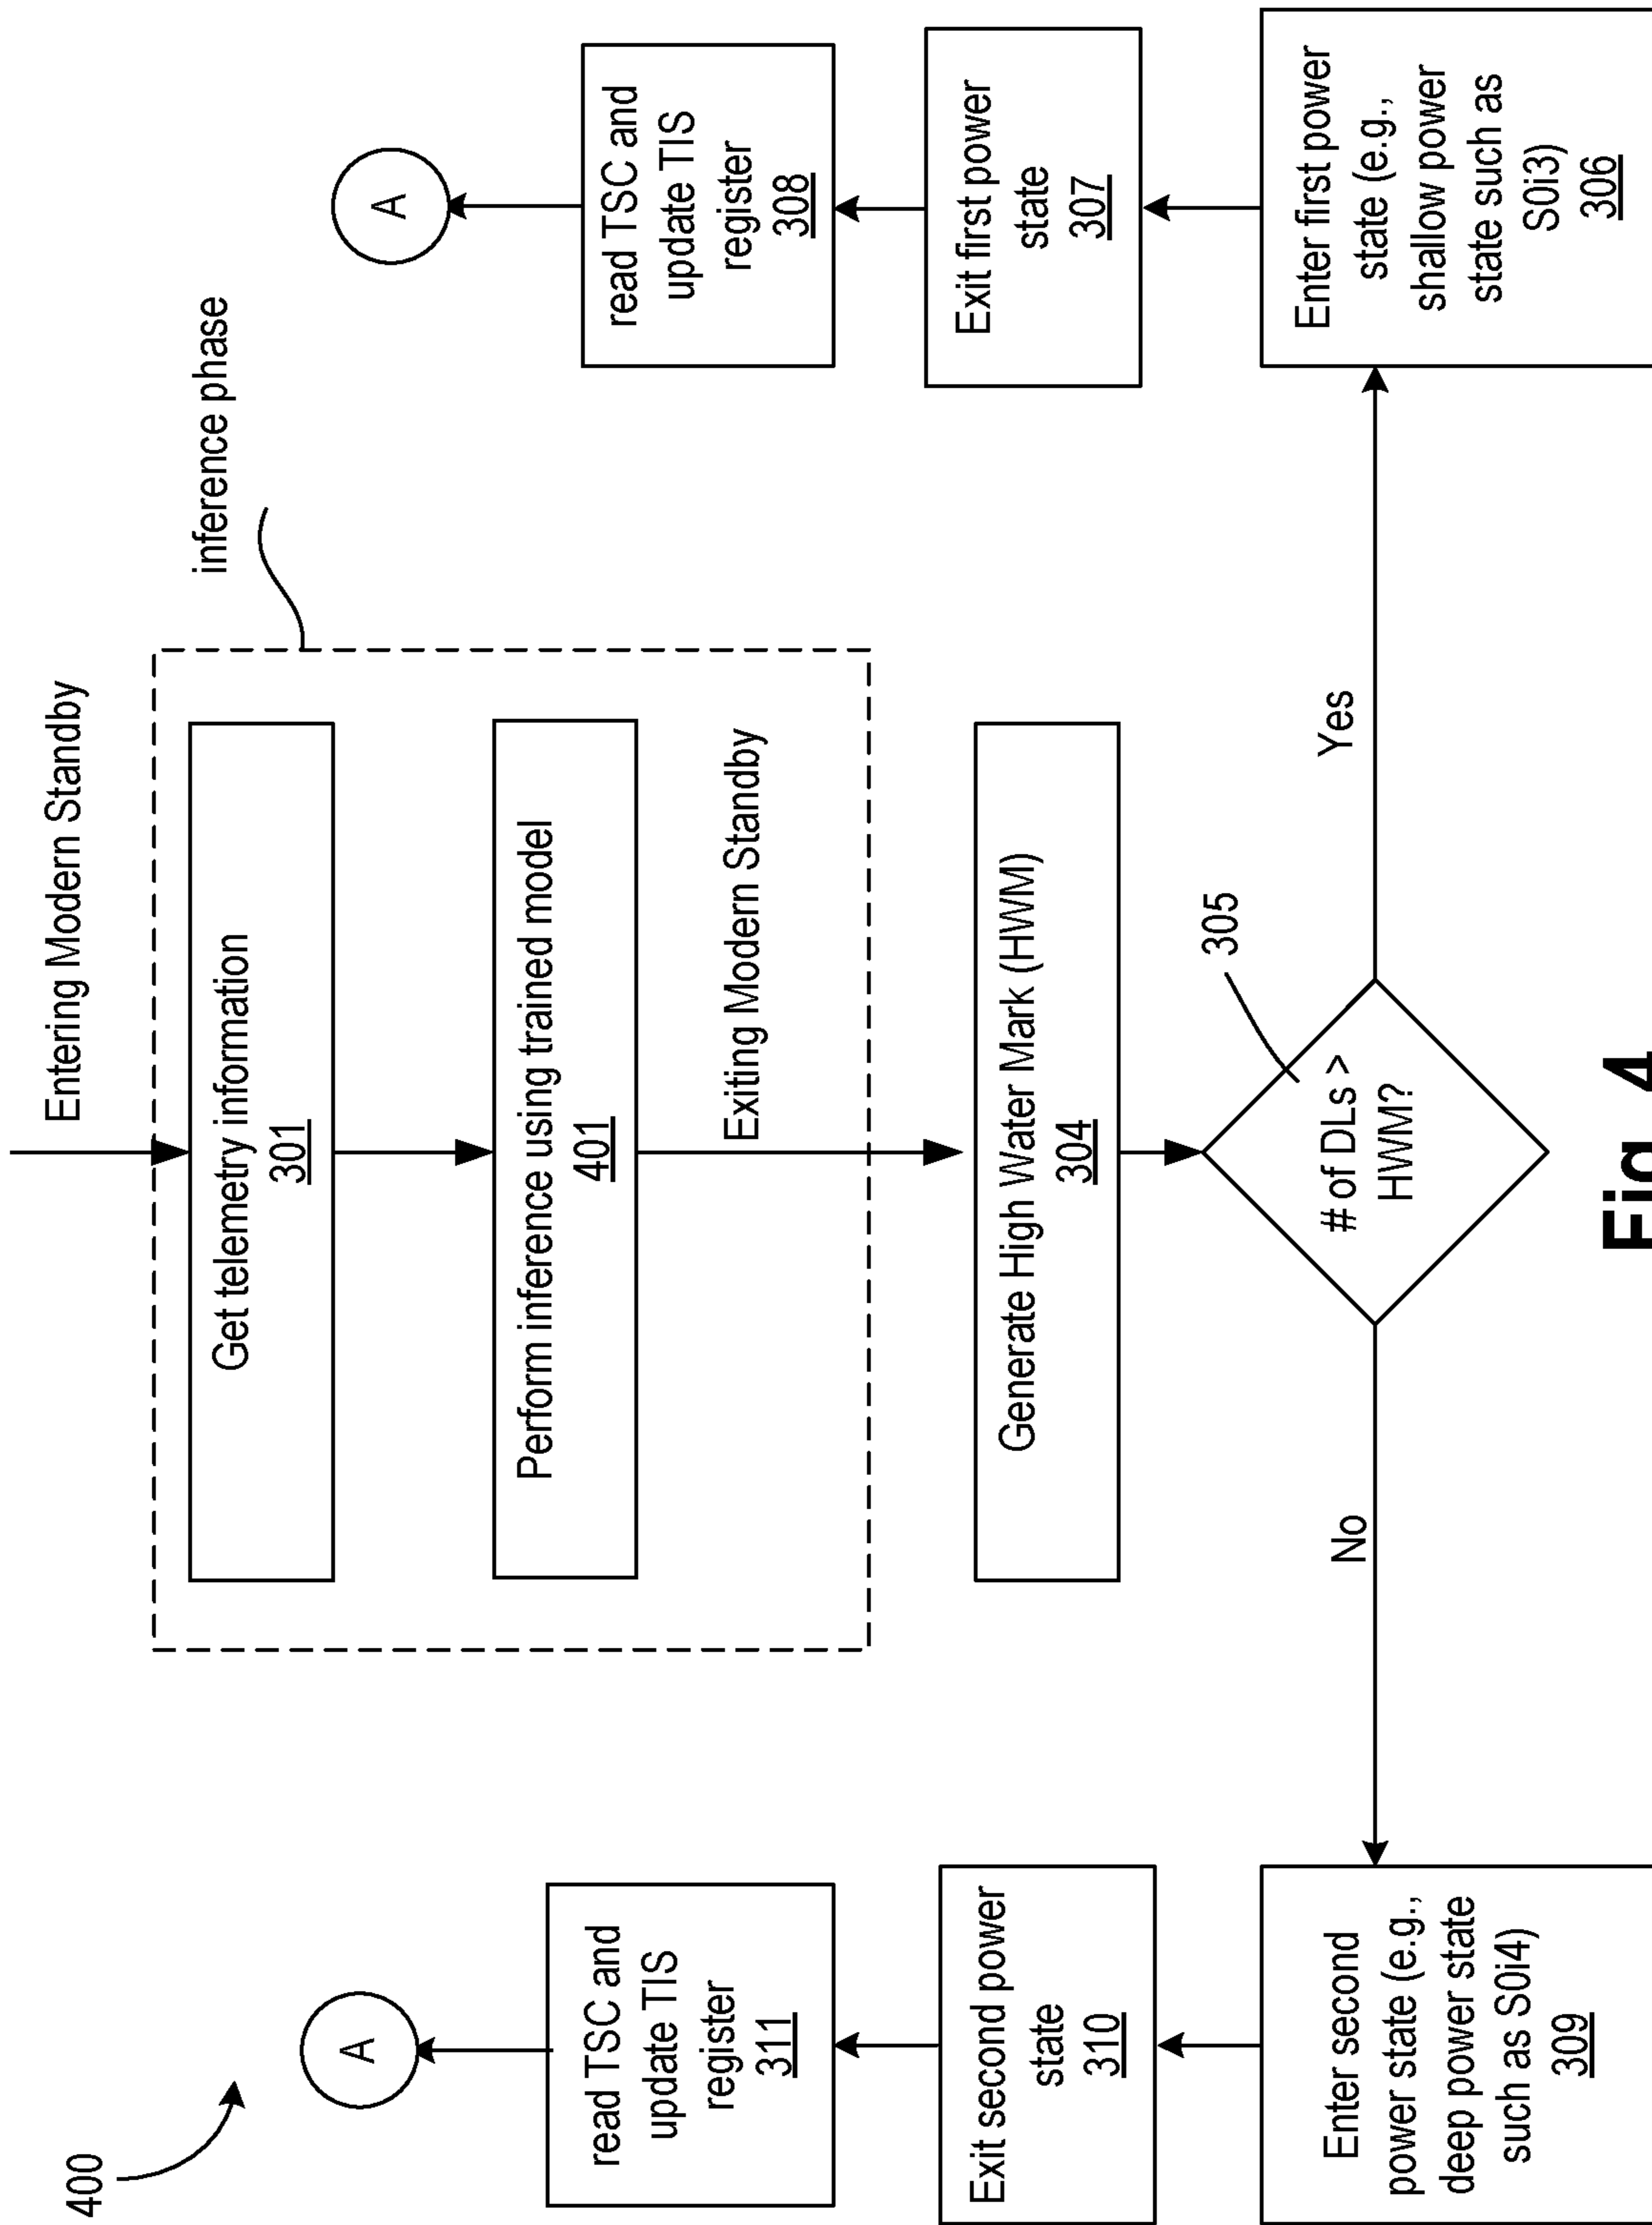 400
Entering Modern Standby
inference phase
Get telemetry information
301
Perform inference using trained model
401
Exiting Modern Standby
Generate High Water Mark (HWM)
304
# of DLs >
HWM?
305
No
Yes
A
read TSC and
update TIS
register
311
Exit second power
state
310
Enter second
power state (e.g.,
deep power state
such as S0i4)
309
A
read TSC and
update TIS
register
308
Exit first power
state
307
Enter first power
state (e.g.,
shallow power
state such as
S0i3)
306
Fig. 4